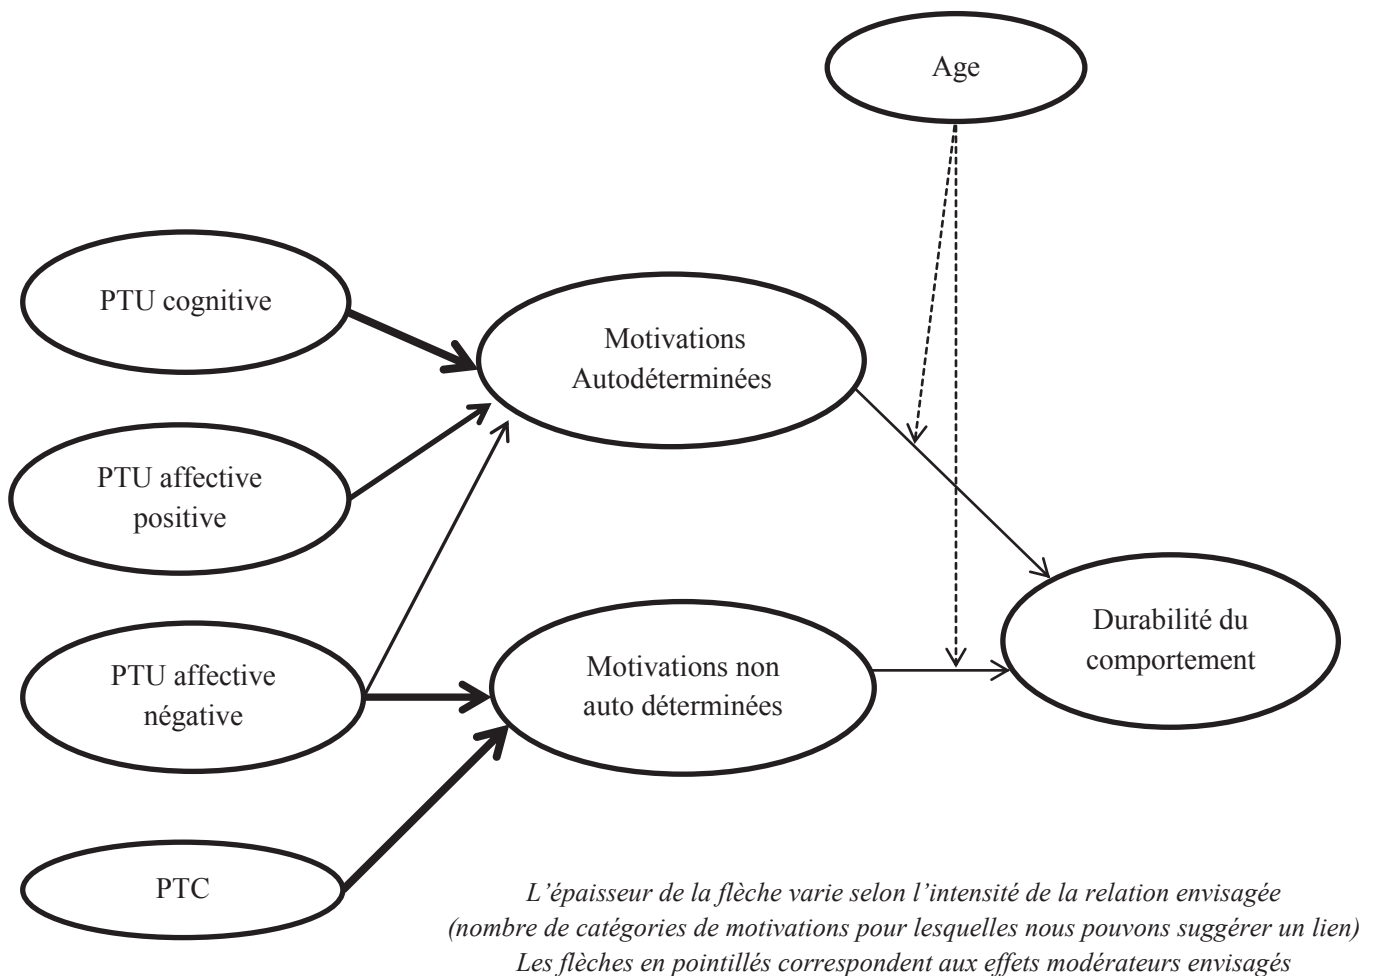 Age
PTU cognitive
Motivations
Autodéterminées
PTU affective
positive
PTU affective
négative
Motivations non
auto déterminées
Durabilité du
comportement
PTC
L’épaisseur de la flèche varie selon l’intensité de la relation envisagée
(nombre de catégories de motivations pour lesquelles nous pouvons suggérer un lien)
Les flèches en pointillés correspondent aux effets modérateurs envisagés